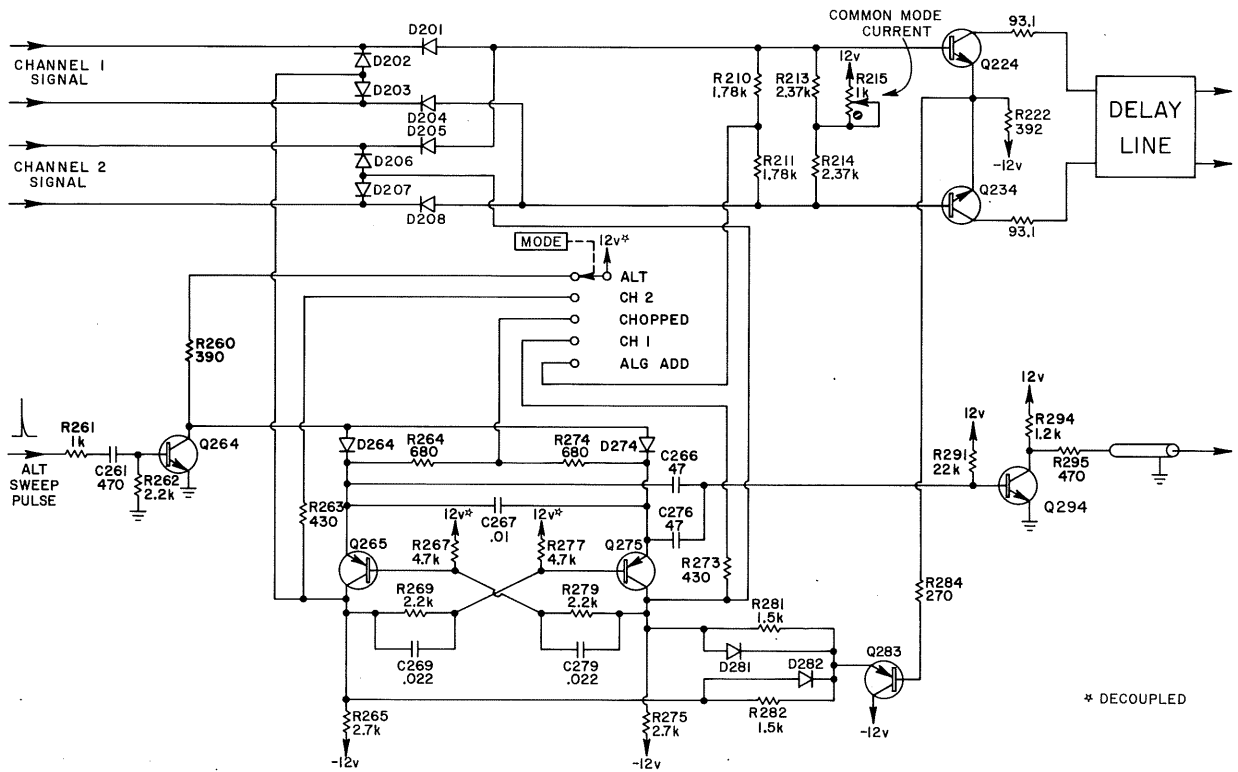 D201
COMMON MODE
CURRENT
93.1
CHANNEL 1
SIGNAL
D202
12v
Q224
D203
R210
1.78k
R213
2.37k
R215
1k
D204
D205
R222
392
DELAY
LINE
CHANNEL 2
SIGNAL
D206
-12v
R211
1.78k
R214
2.37k
D207
Q234
D208
93.1
MODE
12v*
ALT
CH 2
CHOPPED
CH 1
ALG ADD
R260
390
12v
R261
1k
Q264
D264
R264
680
R274
680
D274
12v
R294
1.2k
C266
47
R291
22k
R295
470
ALT
SWEEP
PULSE
C261
470
R262
2.2k
R263
430
C267
.01
C276
47
Q294
12v*
12v*
Q265
R267
4.7k
R277
4.7k
Q275
R273
430
R284
270
R269
2.2k
R279
2.2k
R281
1.5k
C269
.022
C279
.022
D281
D282
Q283
R265
2.7k
R275
2.7k
R282
1.5k
* DECOUPLED
-12v
-12v
-12v